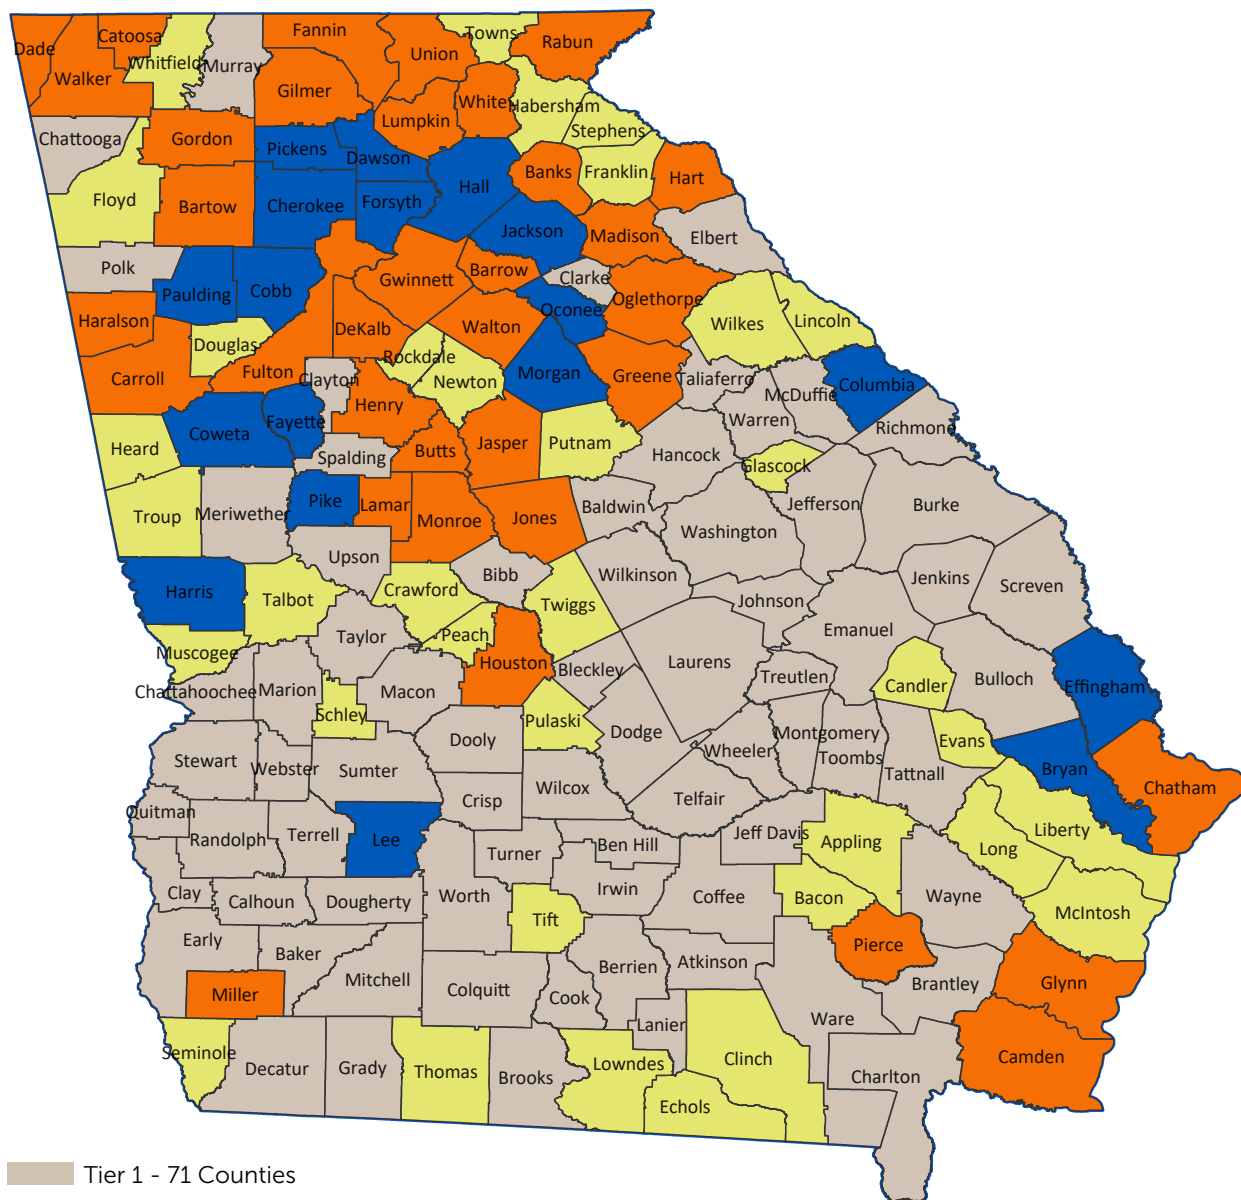 Fannin
Towns
Rabun
Catoosa
Dade
Union
Whitfield
Murray
Walker
Gilmer
White
Habersham
Lumpkin
Stephens
Chattooga
Gordon
Pickens
Dawson
Banks
Franklin
Hart
Hall
Floyd
Bartow
Cherokee
Forsyth
Jackson
Madison
Elbert
Polk
Gwinnett
Barrow
Clarke
Paulding
Cobb
Oglethorpe
Oconee
Haralson
DeKalb
Walton
Wilkes
Lincoln
Douglas
Rockdale
Carroll
Fulton
Clayton
Newton
Morgan
Greene
Taliaferro
Columbia
McDuffie
Henry
Fayette
Warren
Coweta
Richmond
Heard
Butts
Jasper
Putnam
Spalding
Hancock
Glascock
Pike
Lamar
Troup
Meriwether
Monroe
Jones
Baldwin
Jefferson
Burke
Washington
Upson
Bibb
Wilkinson
Jenkins
Screven
Harris
Crawford
Talbot
Twiggs
Johnson
Taylor
Peach
Emanuel
Muscogee
Houston
Bleckley
Laurens
Treutlen
Bulloch
Chattahoochee
Marion
Macon
Candler
Effingham
Schley
Pulaski
Dodge
Montgomery
Evans
Dooly
Wheeler
Toombs
Stewart
Webster
Sumter
Tattnall
Bryan
Chatham
Wilcox
Crisp
Telfair
Quitman
Randolph
Terrell
Lee
Jeff Davis
Liberty
Turner
Ben Hill
Appling
Long
Clay
Calhoun
Dougherty
Worth
Irwin
Coffee
Bacon
Wayne
Tift
McIntosh
Early
Baker
Pierce
Mitchell
Berrien
Atkinson
Miller
Colquitt
Cook
Brantley
Glynn
Lanier
Ware
Seminole
Decatur
Grady
Thomas
Brooks
Lowndes
Clinch
Charlton
Camden
Echols
Tier 1 - 71 Counties